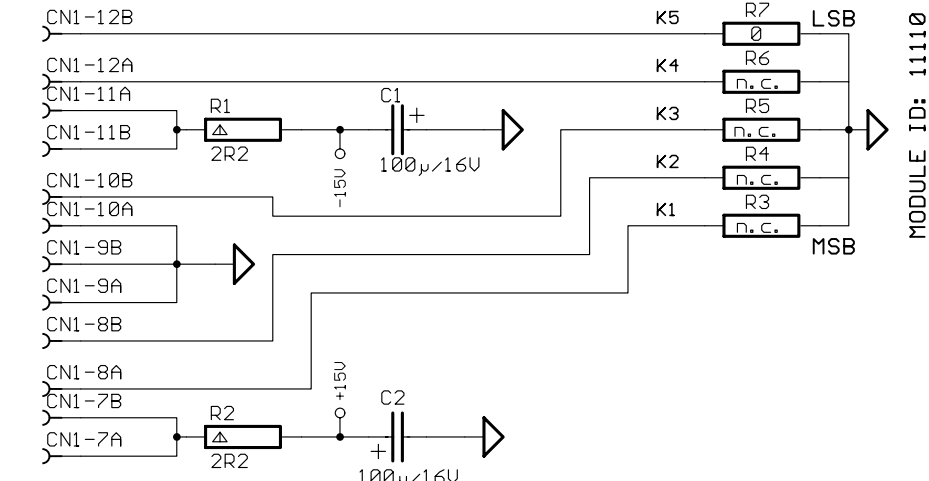 CN1-12B
K5
R7
0
LSB
CN1-12A
K4
R6
n.c.
CN1-11A
R1
C1
+
K3
R5
n.c.
CN1-11B
2R2
-15V
100µ/16V
K2
R4
n.c.
CN1-10B
CN1-10A
K1
R3
n.c.
MSB
CN1-9B
CN1-9A
CN1-8B
CN1-8A
CN1-7B
R2
+15V
C2
CN1-7A
2R2
+
100µ/16V
MODULE ID: 11110